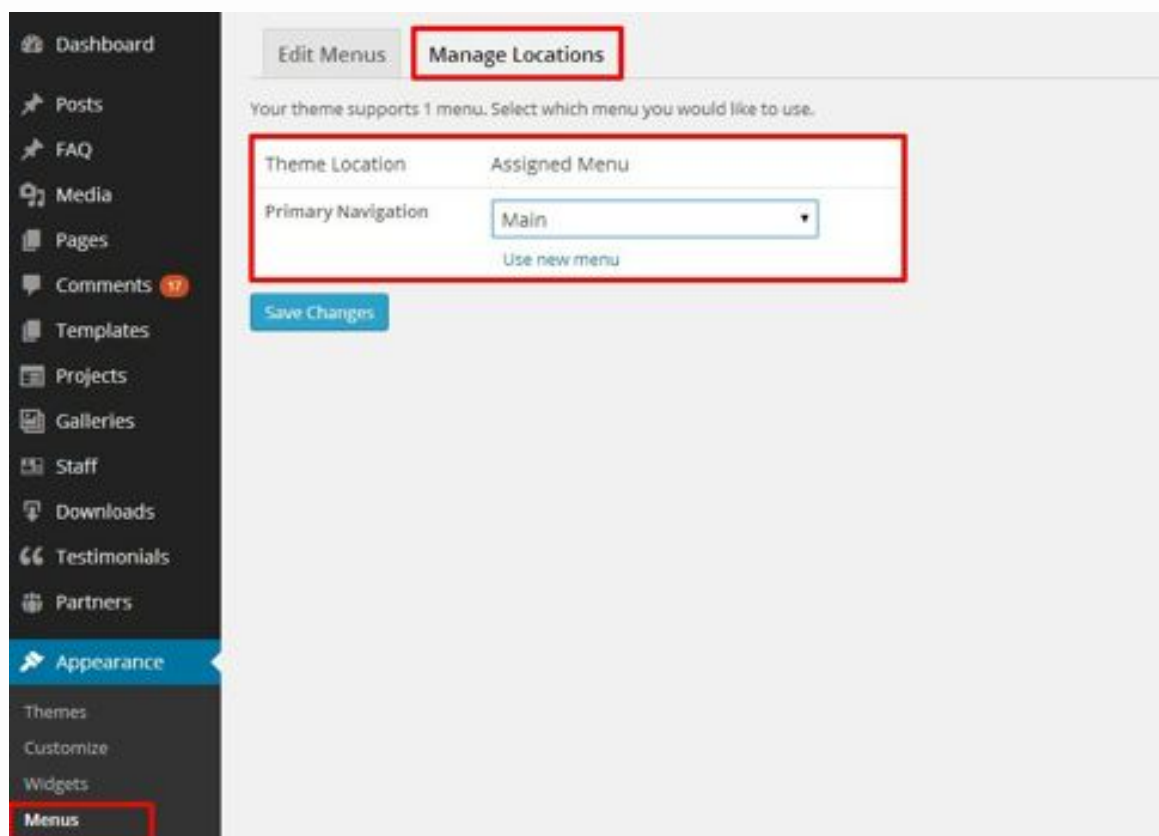 Dashboard
Posts
FAQ
Media
Pages
Comments 17
Templates
Projects
Galleries
Staff
Downloads
Testimonials
Partners
Appearance
Themes
Customize
Widgets
Menus
Edit Menus Manage Locations
Your theme supports 1 menu. Select which menu you would like to use.
Theme Location Assigned Menu
Primary Navigation Main
Use new menu
Save Changes